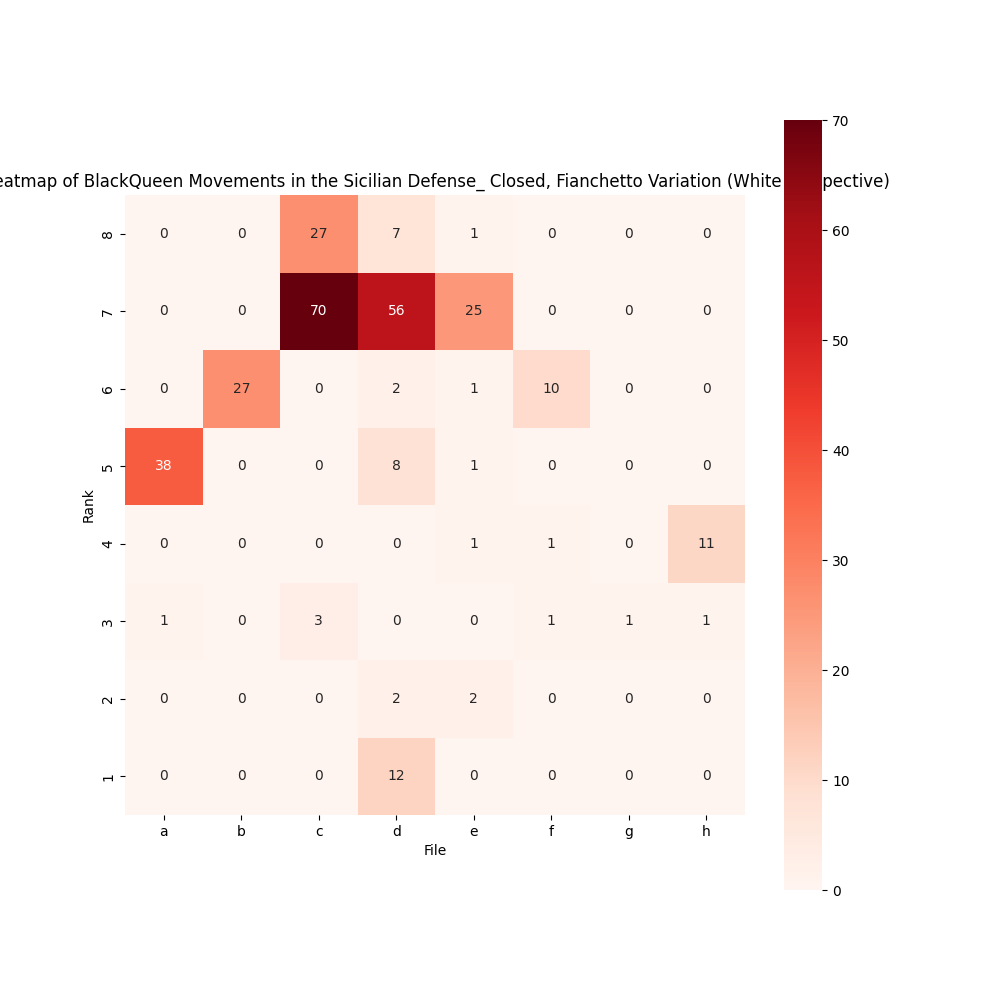 70
eatmap of BlackQueen Movements in the Sicilian Defense_ Closed, Fianchetto Variation (White pective)
8 0 0 27 7 1 0 0 0
60
7 0 0 70 56 25 0 0 0
50
6 0 27 0 2 1 10 0 0
40
5 38 0 0 8 1 0 0 0
Rank
4 0 0 0 0 1 1 0 11
30
3 1 0 3 0 0 1 1 1
20
2 0 0 0 2 2 0 0 0
1 0 0 0 12 0 0 0 0
10
a b c d e f g h
File
0